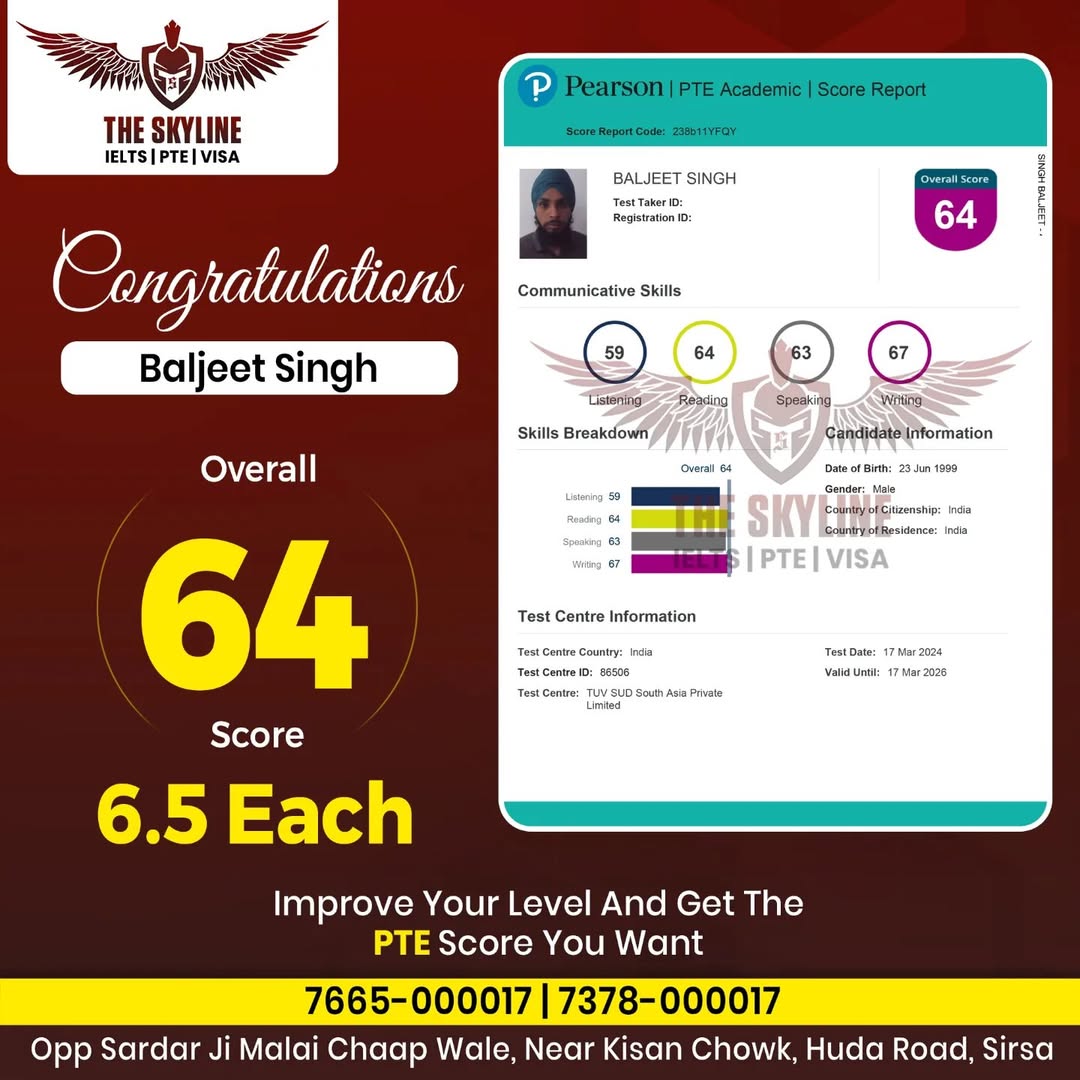 THE SKYLINE
IELTS | PTE | VISA
Congratulations
Baljeet Singh
Overall
64
Score
6.5 Each
Pearson | PTE Academic | Score Report
Score Report Code: 238b11YFQY
BALJEET SINGH
Test Taker ID:
Registration ID:
Overall Score
64
SINGH BALJEET - .
Communicative Skills
59 64 63 67
Listening Reading Speaking Writing
Skills Breakdown
Overall 64
Listening 59
Reading 64
Speaking 63
Writing 67
Candidate Information
Date of Birth: 23 Jun 1999
Gender: Male
Country of Citizenship: India
Country of Residence: India
THE SKYLINE
IELTS | PTE | VISA
Test Centre Information
Test Centre Country: India
Test Centre ID: 86506
Test Centre: TUV SUD South Asia Private
Limited
Test Date: 17 Mar 2024
Valid Until: 17 Mar 2026
Improve Your Level And Get The
PTE Score You Want
7665-000017 | 7378-000017
Opp Sardar Ji Malai Chaap Wale, Near Kisan Chowk, Huda Road, Sirsa